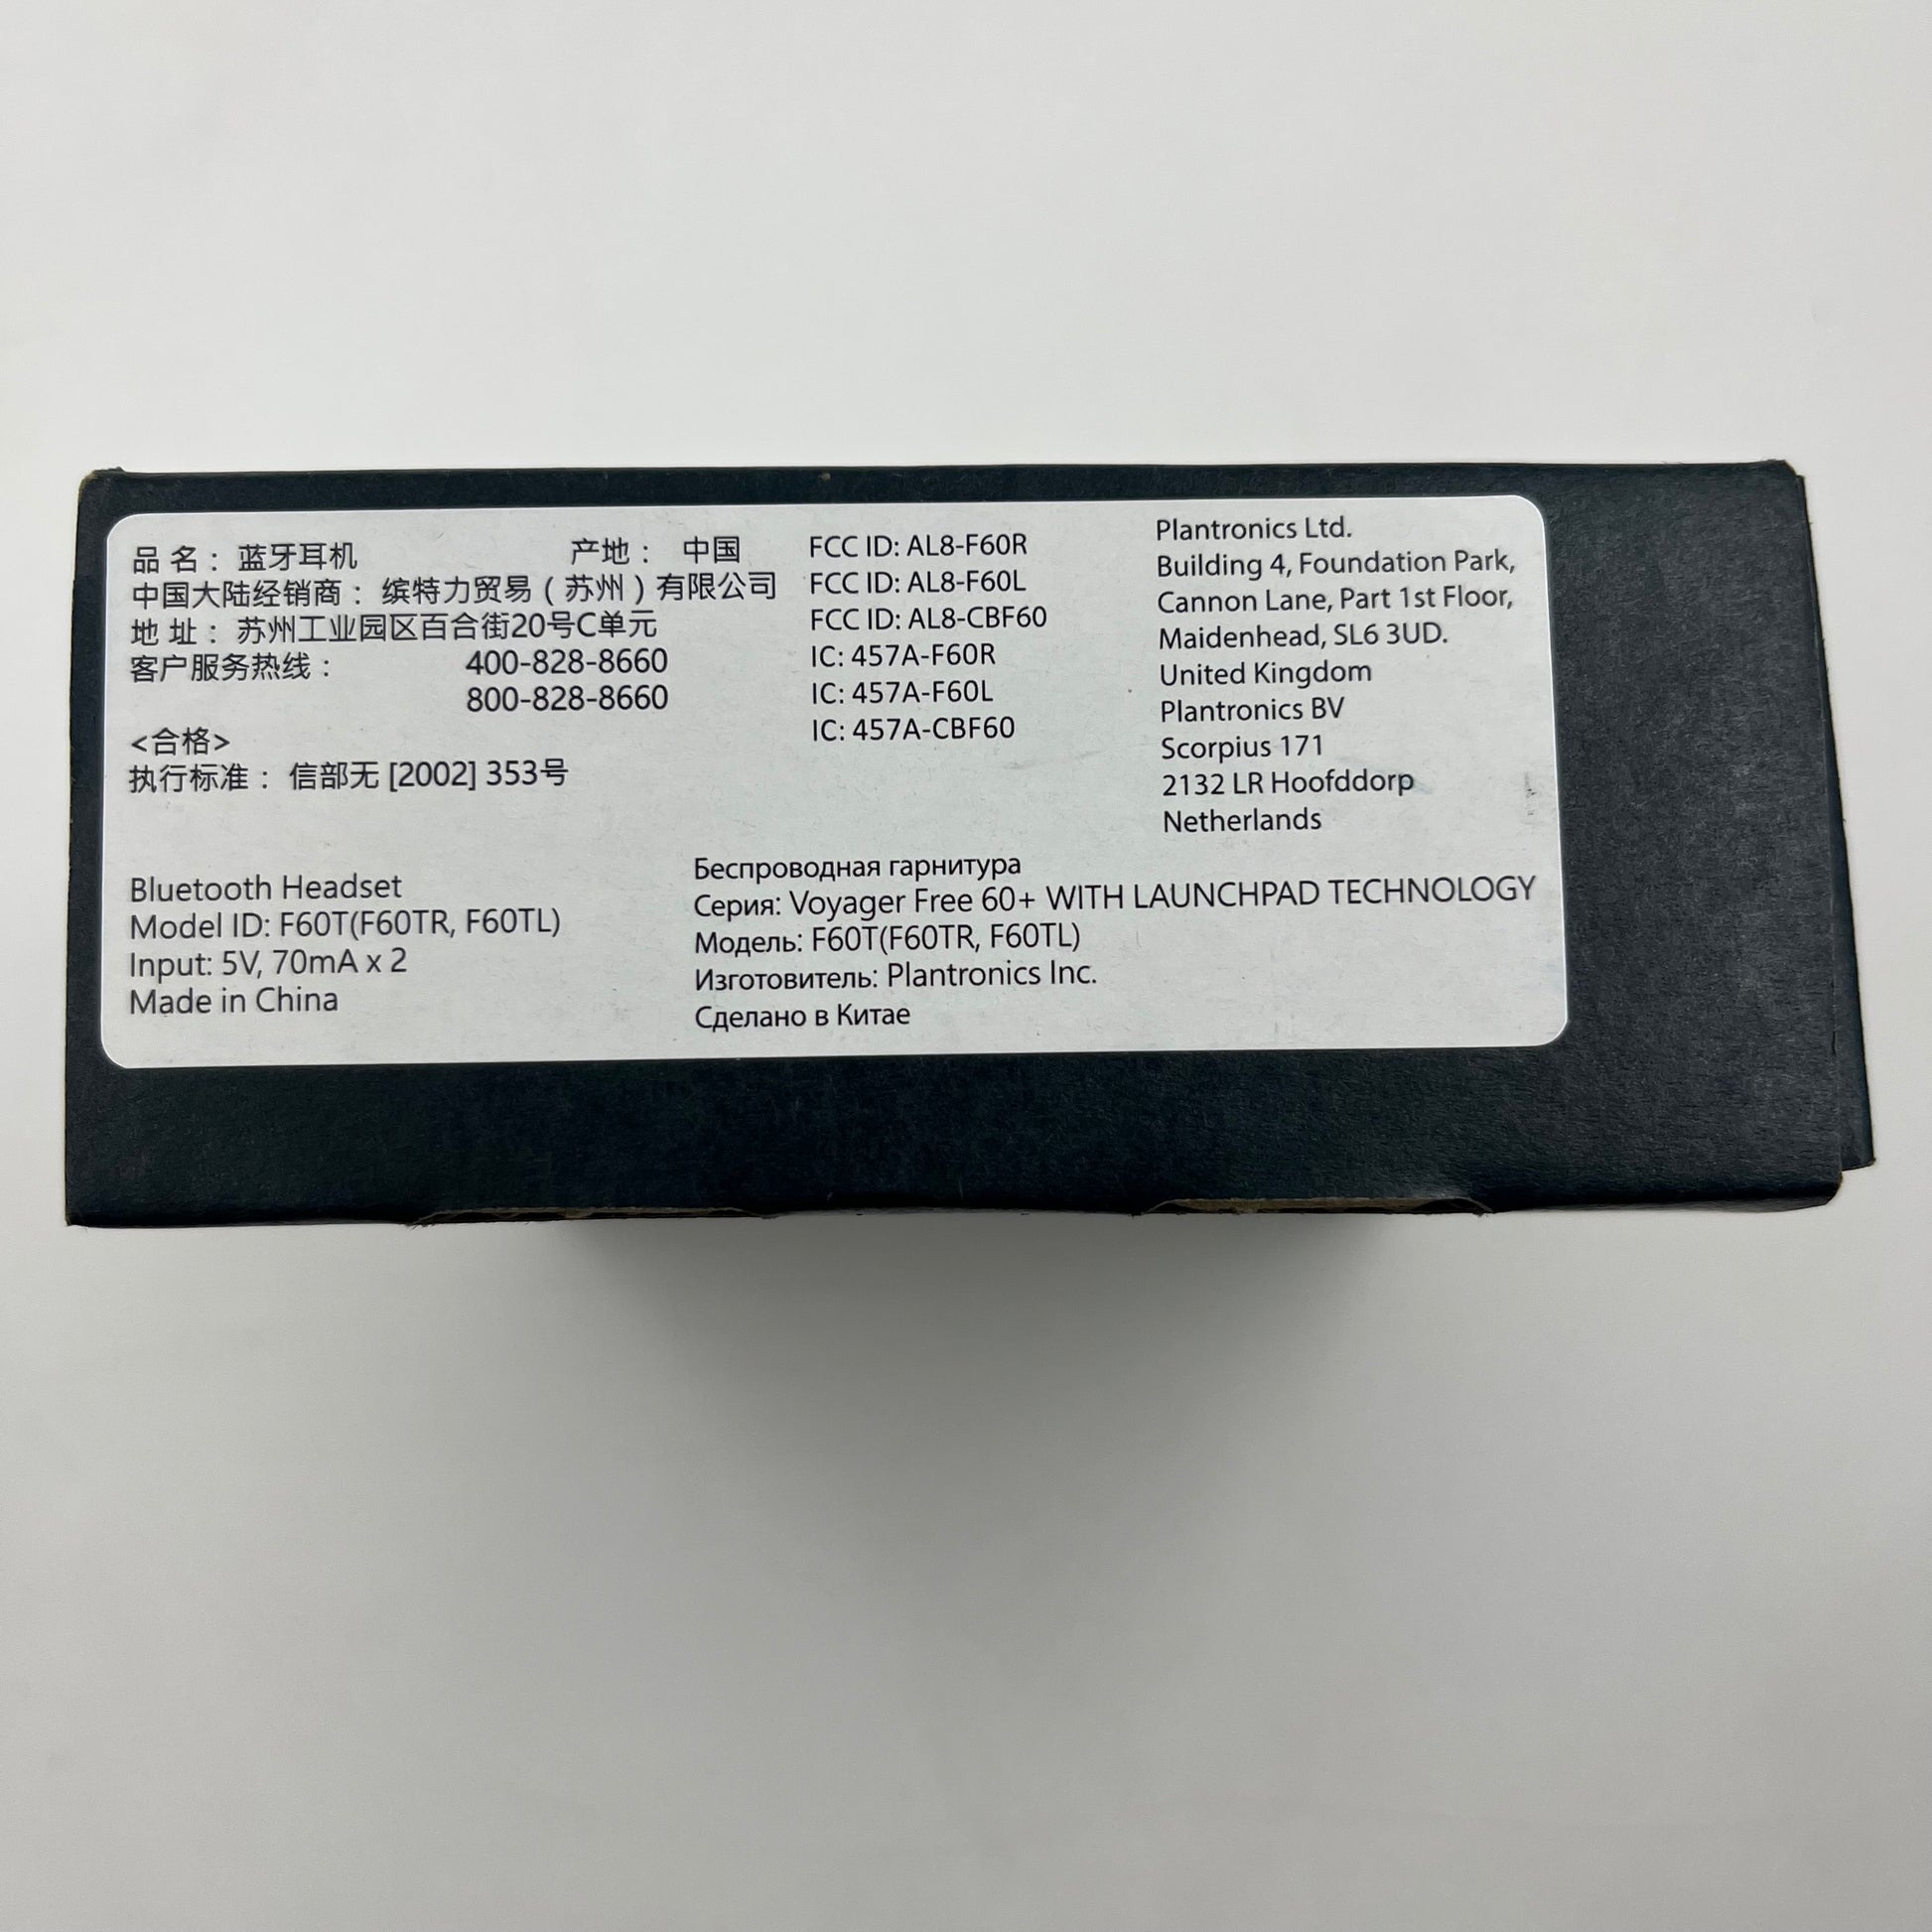 品 名： 蓝牙耳机 产地： 中国
中国大陆经销商： 缤特力贸易（苏州）有限公司
地 址： 苏州工业园区百合街20号C单元
客户服务热线： 400-828-8660
800-828-8660
<合格>
执行标准： 信部无 [2002] 353号
FCC ID: AL8-F60R
FCC ID: AL8-F60L
FCC ID: AL8-CBF60
IC: 457A-F60R
IC: 457A-F60L
IC: 457A-CBF60
Plantronics Ltd.
Building 4, Foundation Park,
Cannon Lane, Part 1st Floor,
Maidenhead, SL6 3UD.
United Kingdom
Plantronics BV
Scorpius 171
2132 LR Hoofddorp
Netherlands
Bluetooth Headset
Model ID: F60T(F60TR, F60TL)
Input: 5V, 70mA x 2
Made in China
Беспроводная гарнитура
Серия: Voyager Free 60+ WITH LAUNCHPAD TECHNOLOGY
Модель: F60T(F60TR, F60TL)
Изготовитель: Plantronics Inc.
Сделано в Китае